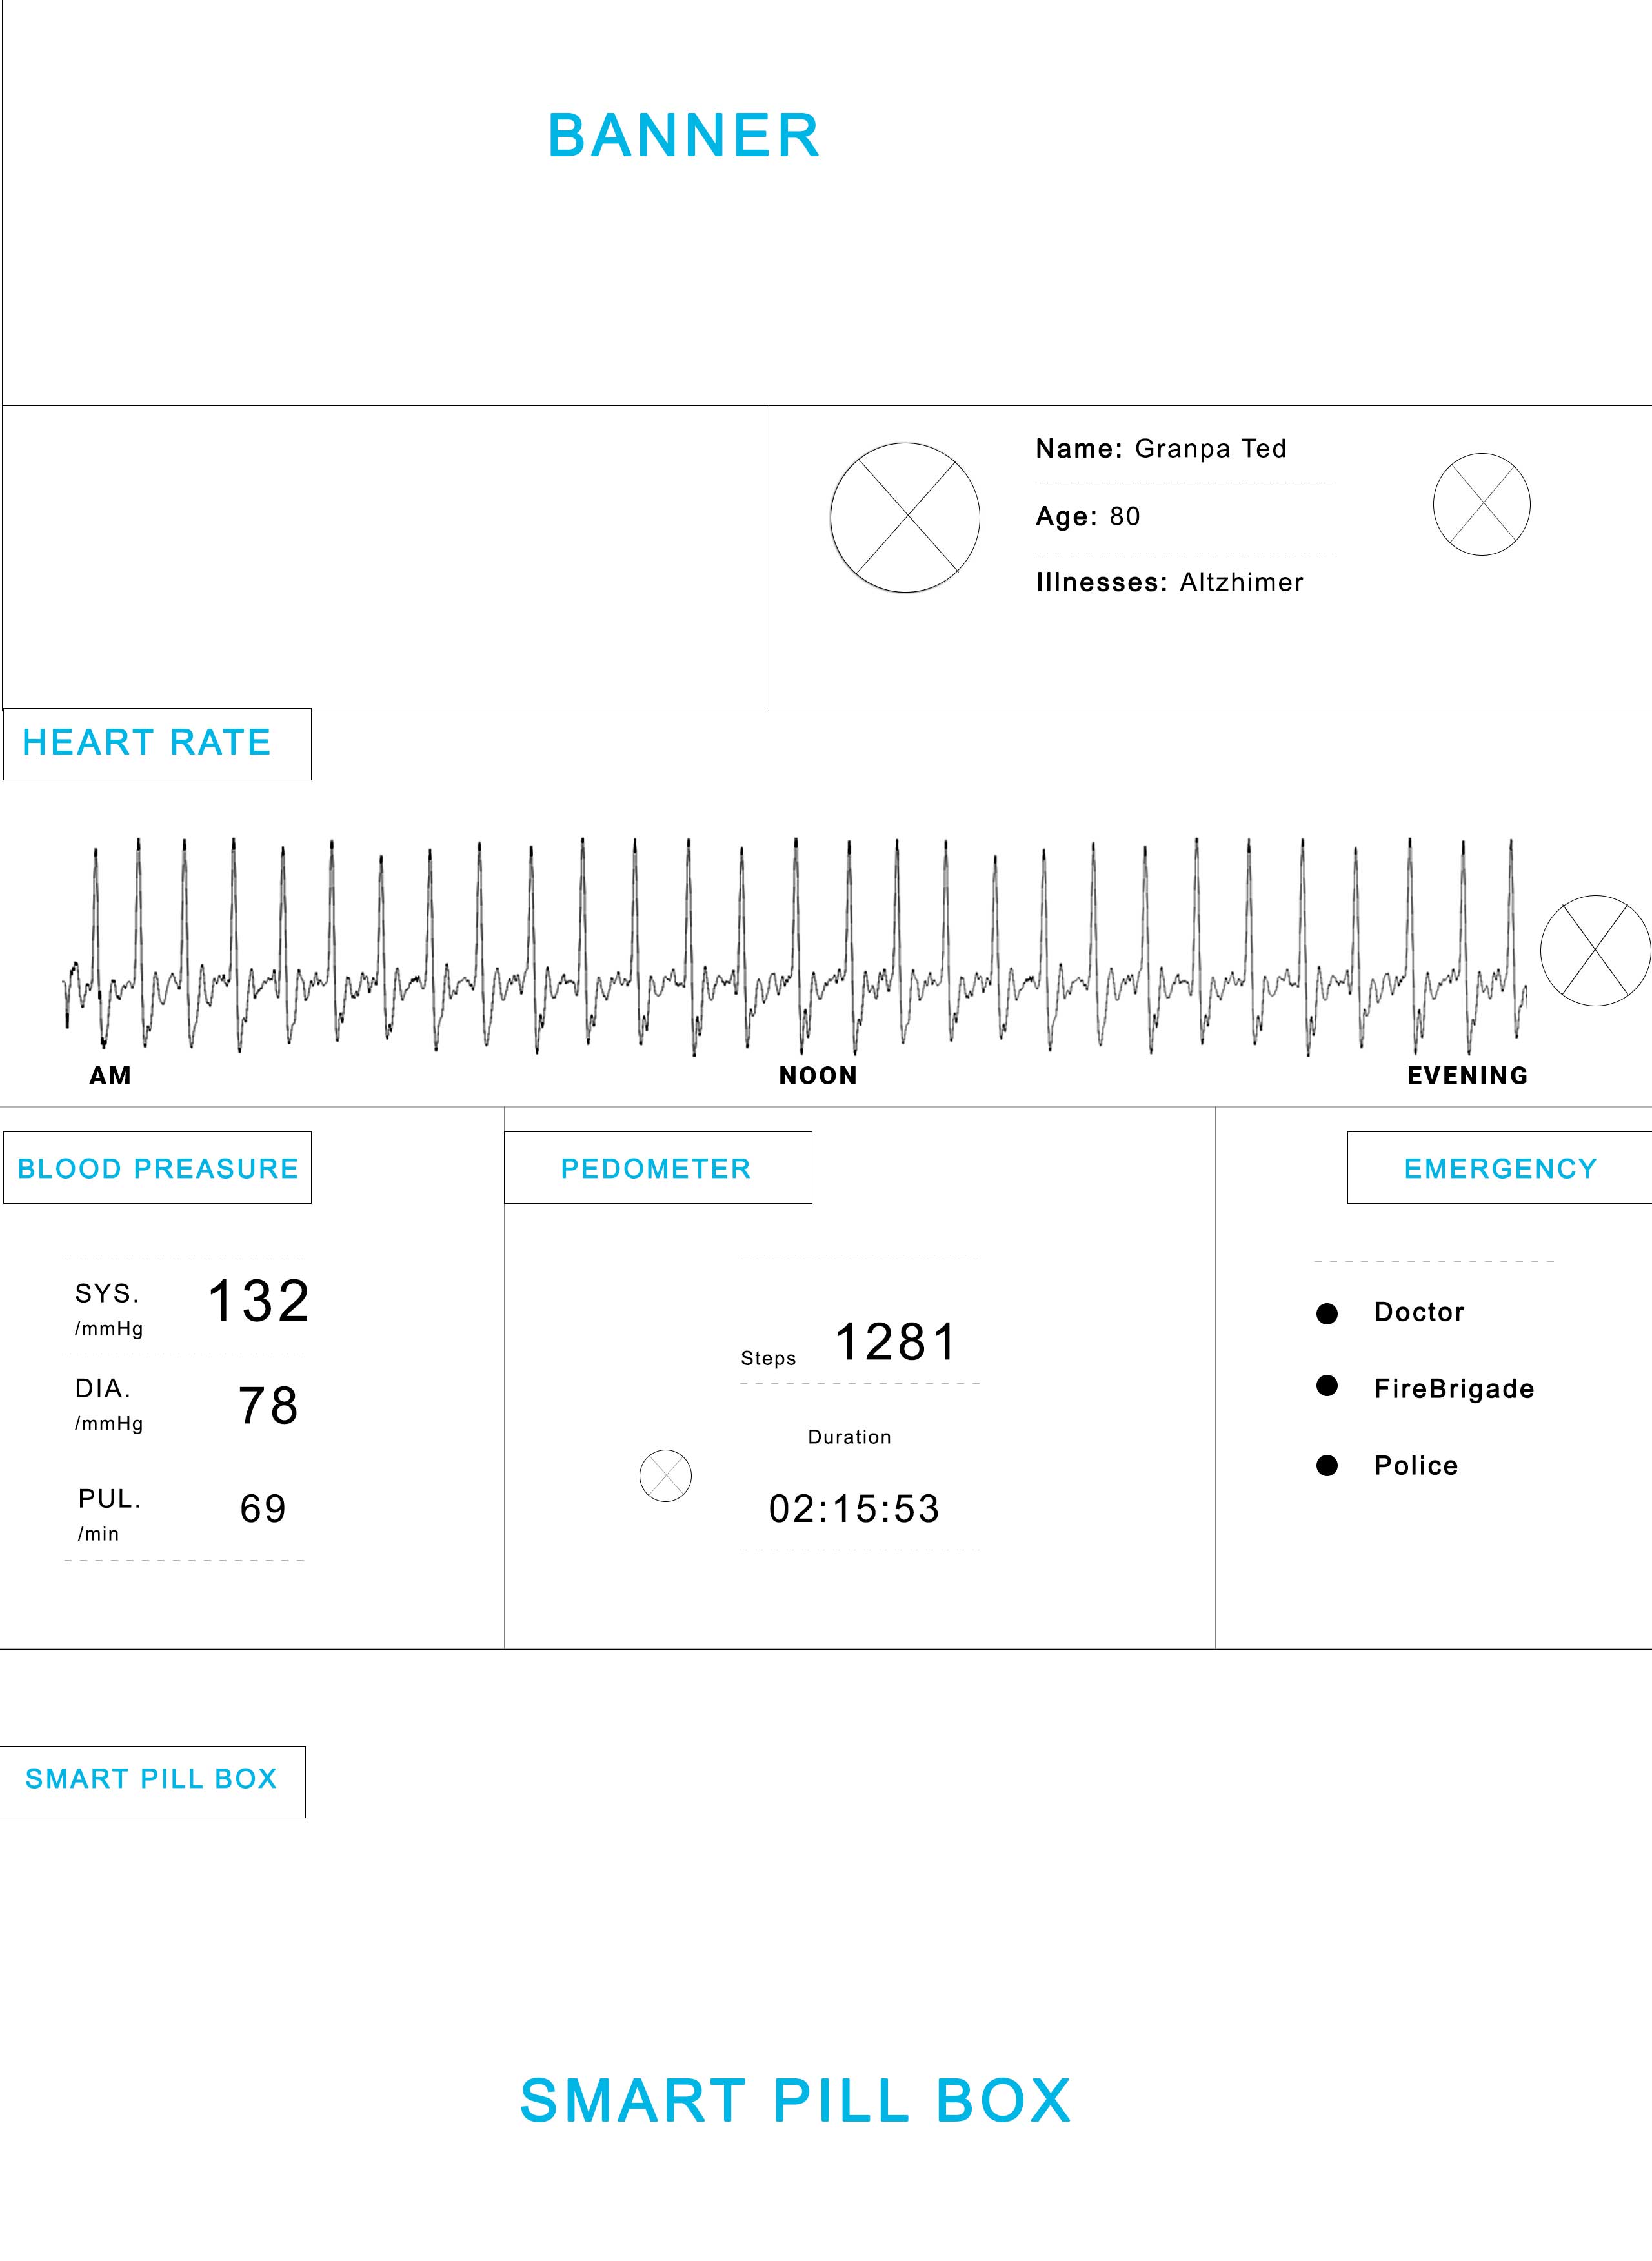 BANNER
Name: Granpa Ted
Age: 80
Illnesses: Altzhimer
HEART RATE
AM NOON EVENING
BLOOD PREASURE
SYS. 132
/mmHg
DIA. 78
/mmHg
PUL. 69
/min
PEDOMETER
Steps 1281
Duration
02:15:53
EMERGENCY
Doctor
FireBrigade
Police
SMART PILL BOX
SMART PILL BOX